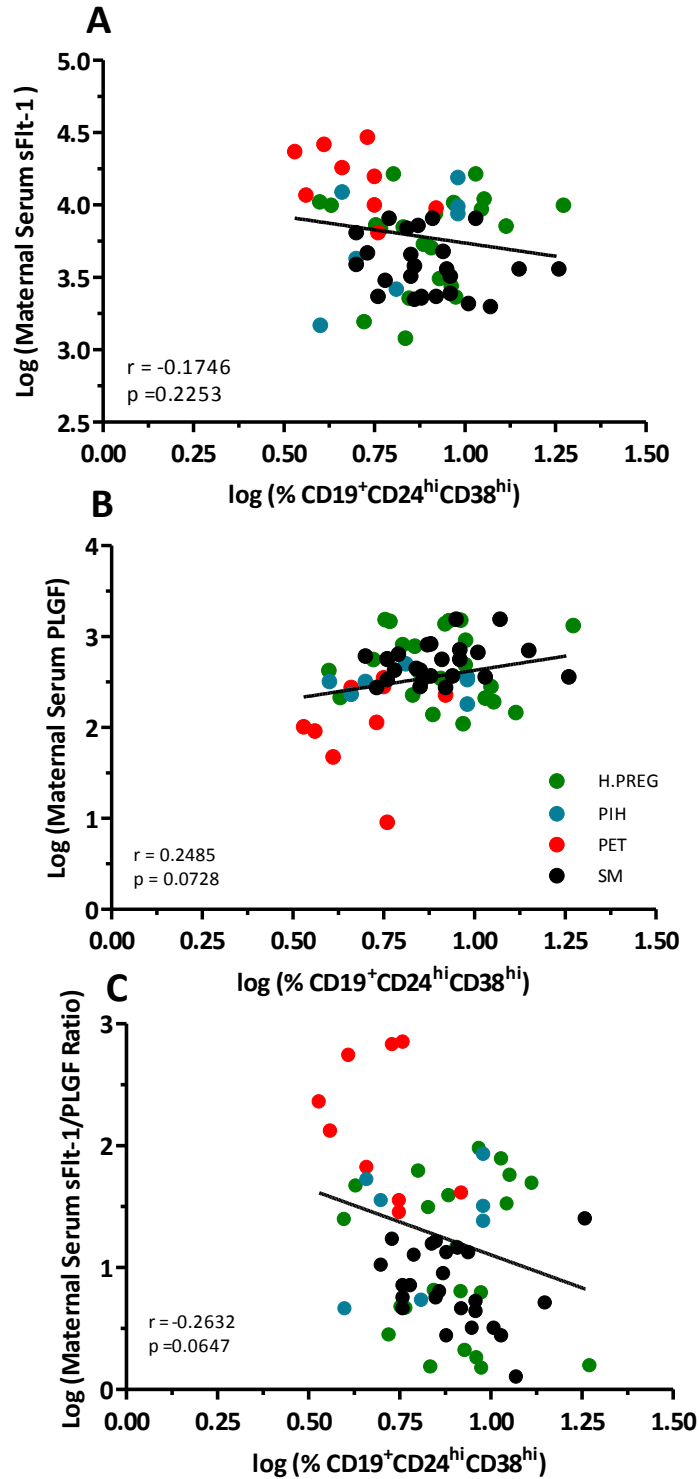 A
Log (Maternal Serum sFlt-1)
5.0
4.5
4.0
3.5
3.0
2.5
r = -0.1746
p =0.2253
0.00 0.25 0.50 0.75 1.00 1.25 1.50
log (% CD19⁺CD24ʰⁱCD38ʰⁱ)
B
Log (Maternal Serum PLGF)
4
3
2
1
0
H.PREG
PIH
PET
SM
r = 0.2485
p = 0.0728
0.00 0.25 0.50 0.75 1.00 1.25 1.50
log (% CD19⁺CD24ʰⁱCD38ʰⁱ)
C
Log (Maternal Serum sFlt-1/PLGF Ratio)
3
2
1
0
r =-0.2632
p =0.0647
0.00 0.25 0.50 0.75 1.00 1.25 1.50
log (% CD19⁺CD24ʰⁱCD38ʰⁱ)